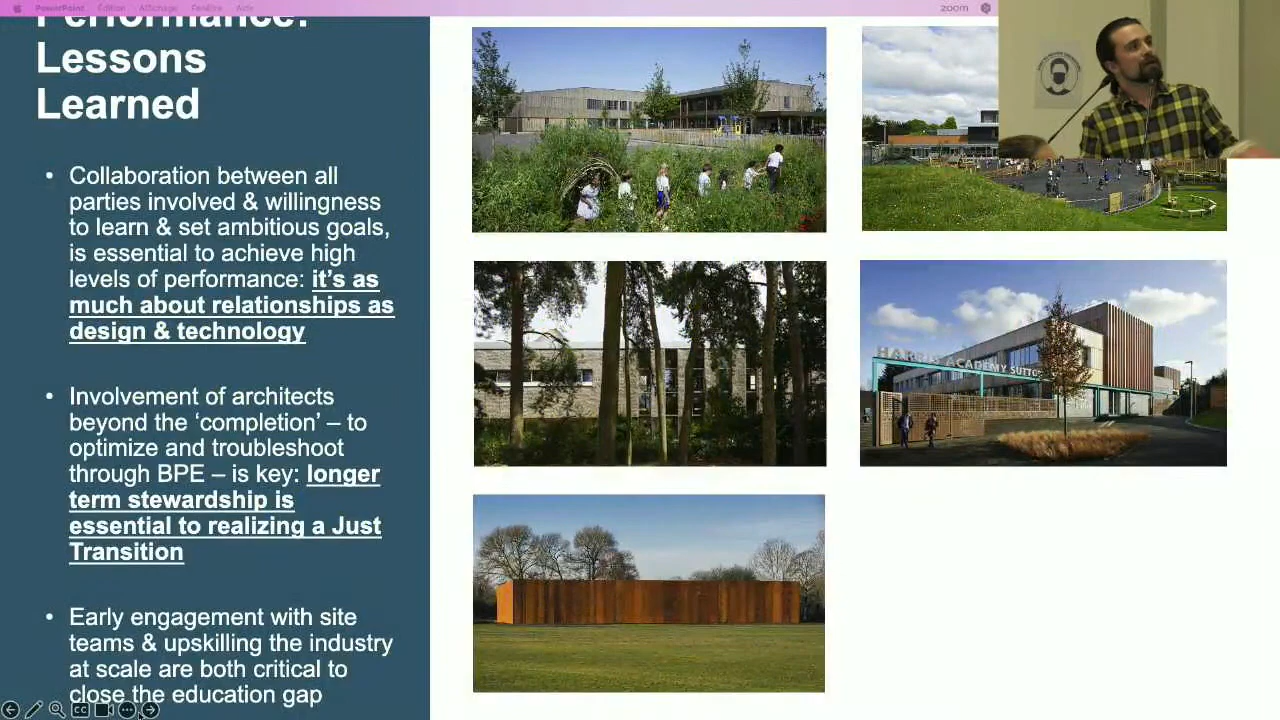 PowerPoint Édition Affichage Fenêtre Aide
zoom
Performance:
Lessons
Learned
• Collaboration between all
parties involved & willingness
to learn & set ambitious goals,
is essential to achieve high
levels of performance: it’s as
much about relationships as
design & technology
• Involvement of architects
beyond the ‘completion’ – to
optimize and troubleshoot
through BPE – is key: longer
term stewardship is
essential to realizing a Just
Transition
• Early engagement with site
teams & upskilling the industry
at scale are both critical to
close the education gap
HARRIS ACADEMY SUTTO
CC